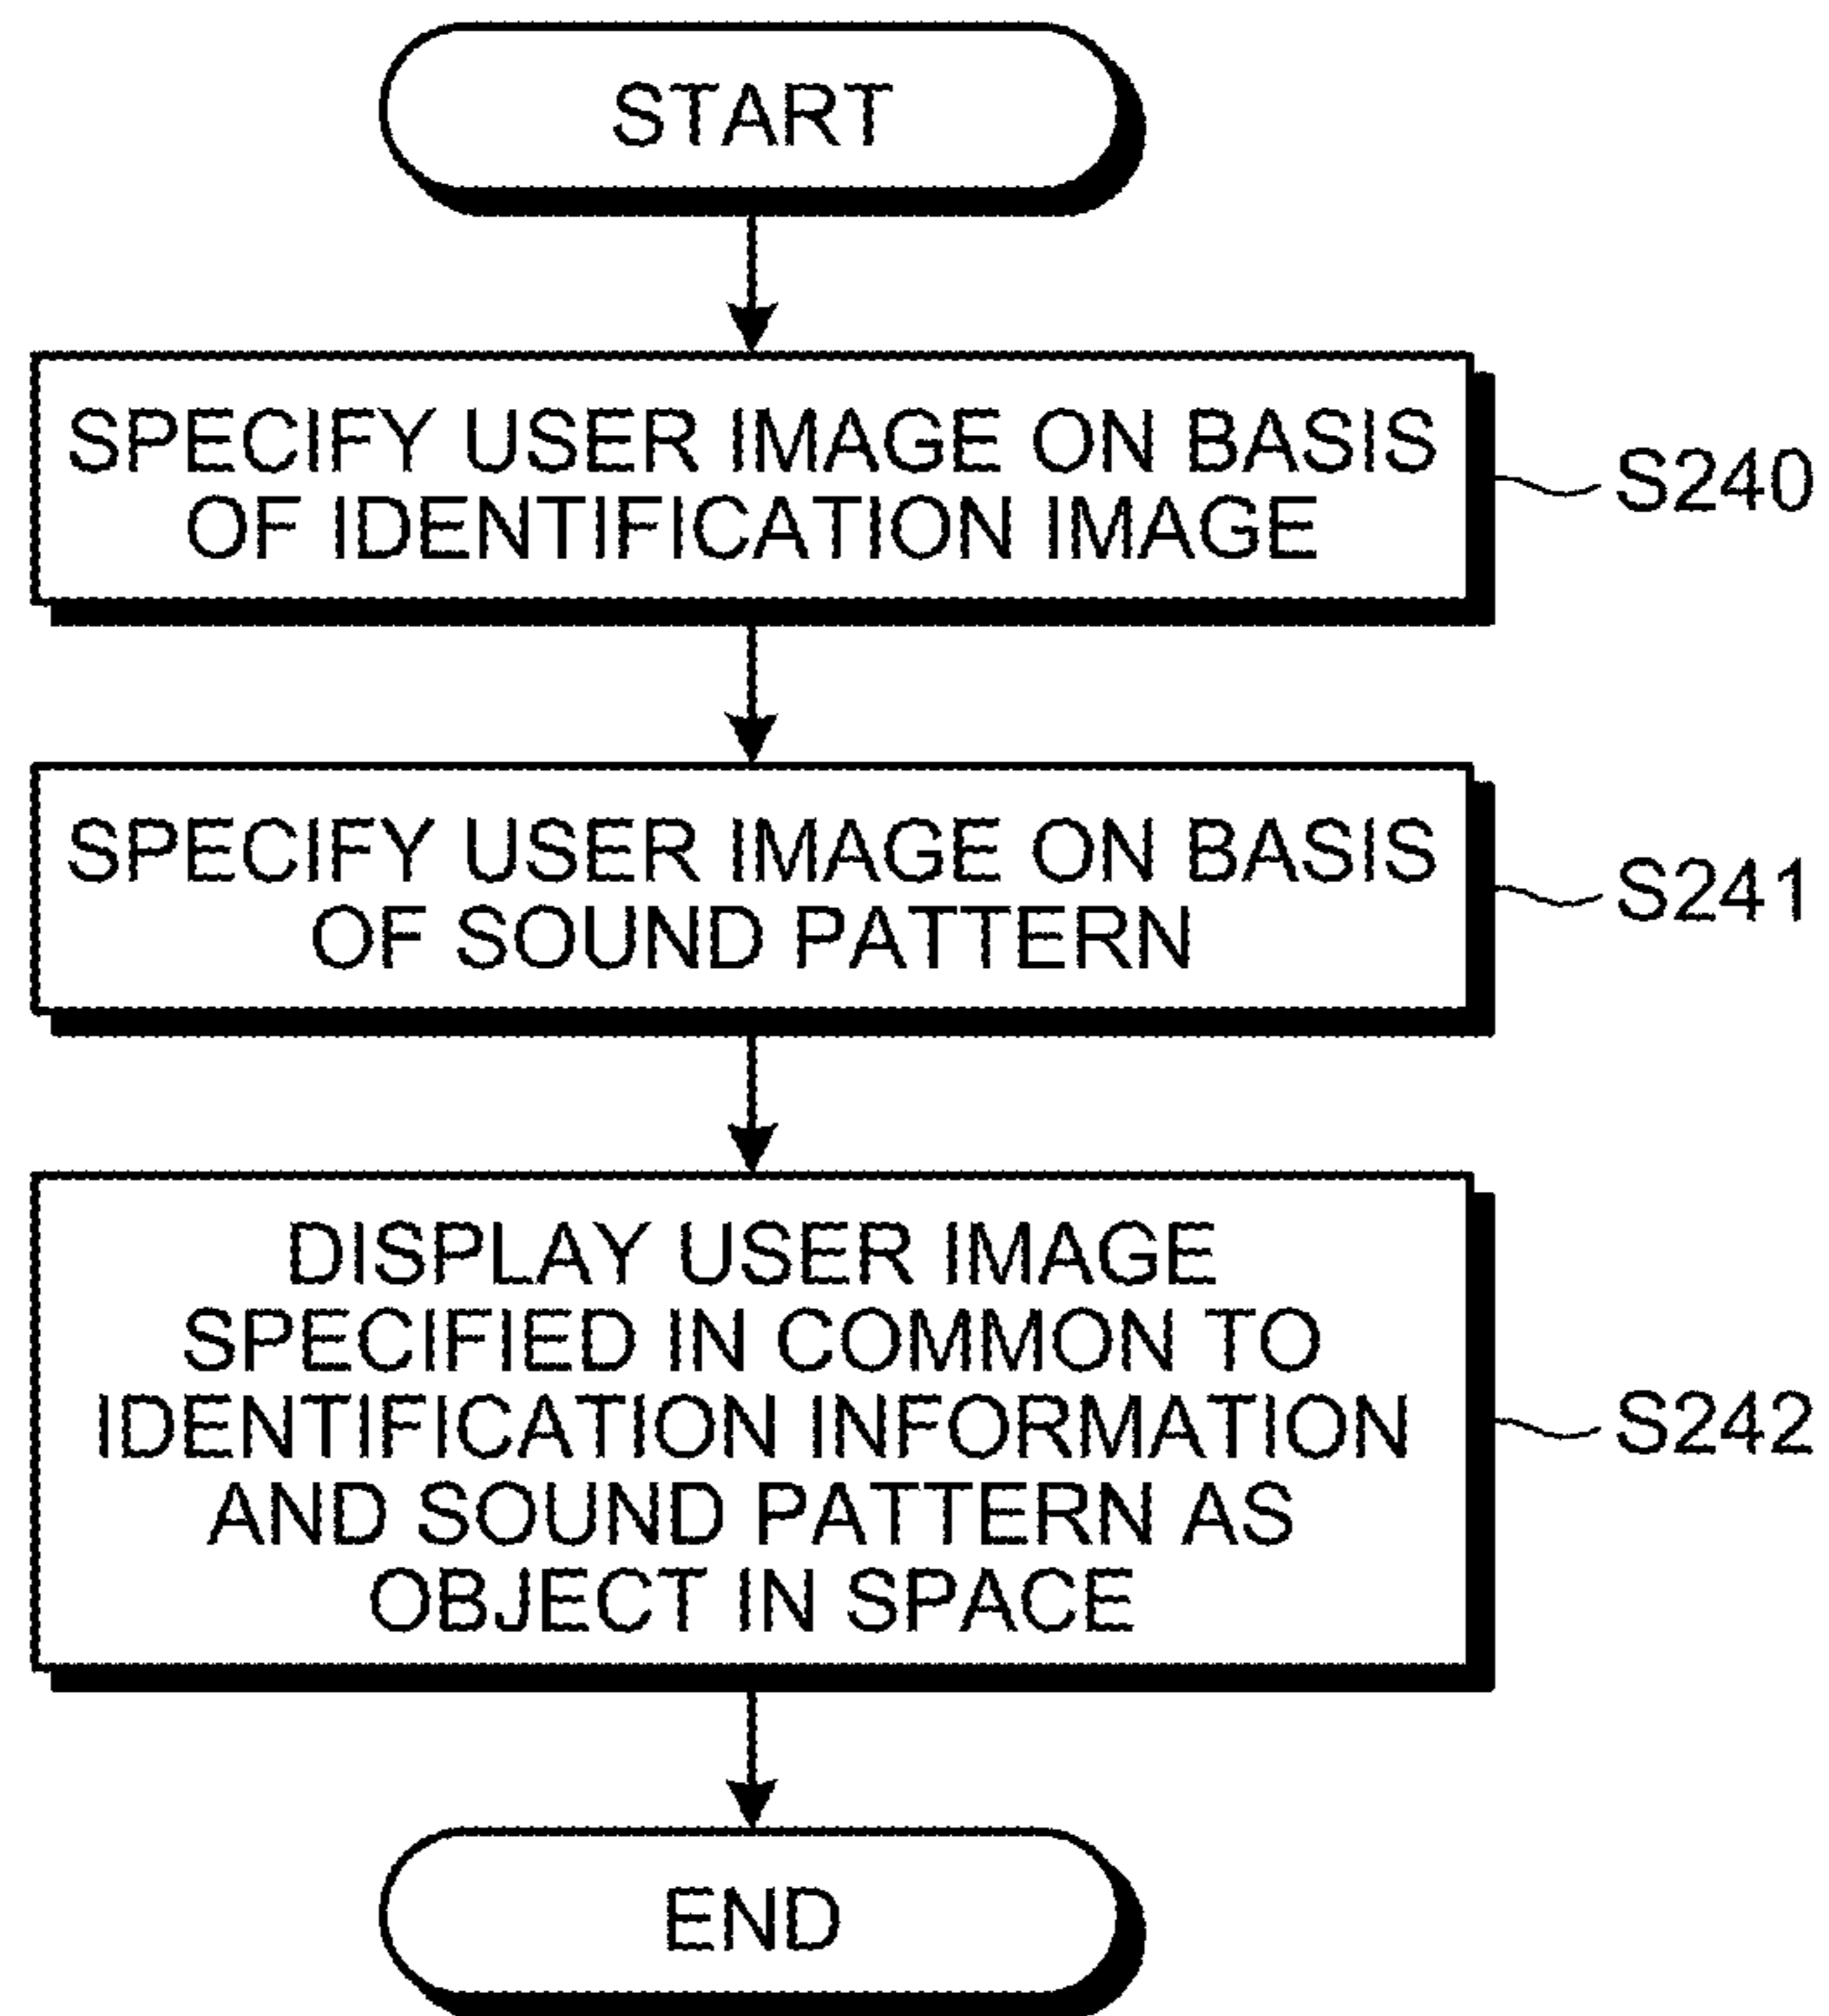 START
SPECIFY USER IMAGE ON BASIS
OF IDENTIFICATION IMAGE
S240
SPECIFY USER IMAGE ON BASIS
OF SOUND PATTERN
S241
DISPLAY USER IMAGE
SPECIFIED IN COMMON TO
IDENTIFICATION INFORMATION
AND SOUND PATTERN AS
OBJECT IN SPACE
S242
END